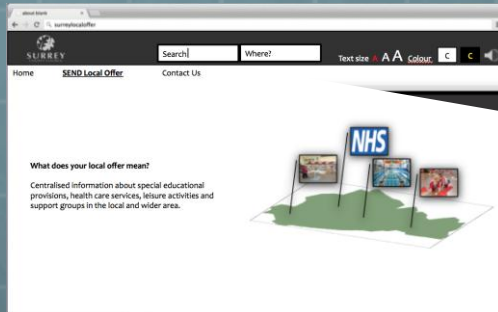 about:blank
surreylocaloffer
SURREY
Search
Where?
Text size A A A Colour C C
Home SEND Local Offer Contact Us
What does your local offer mean?
Centralised information about special educational
provisions, health care services, leisure activities and
support groups in the local and wider area.
NHS